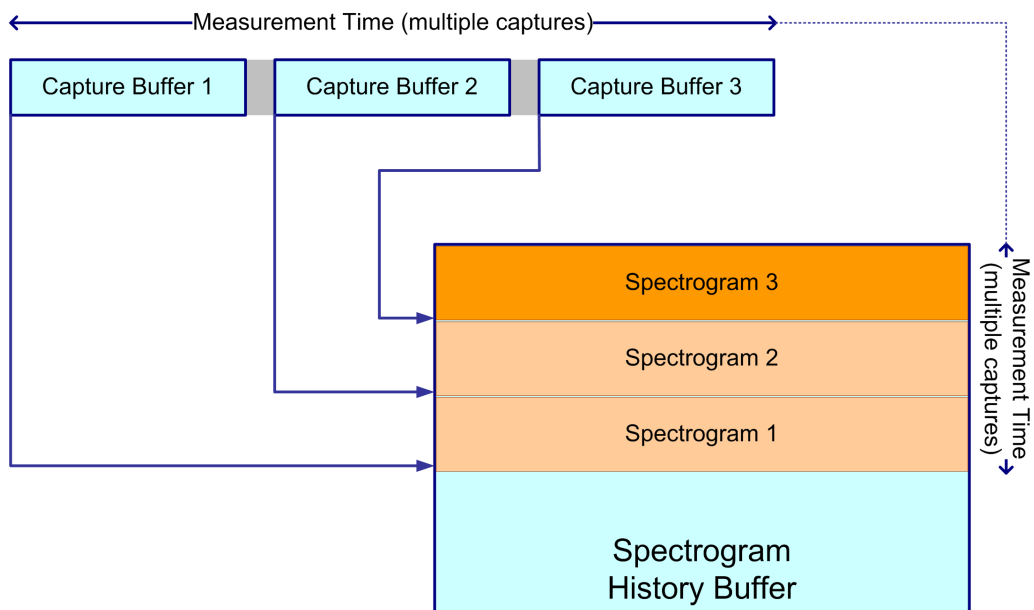 Measurement Time (multiple captures)
Capture Buffer 1
Capture Buffer 2
Capture Buffer 3
Spectrogram 3
Spectrogram 2
Spectrogram 1
Measurement Time
(multiple captures)
Spectrogram
History Buffer